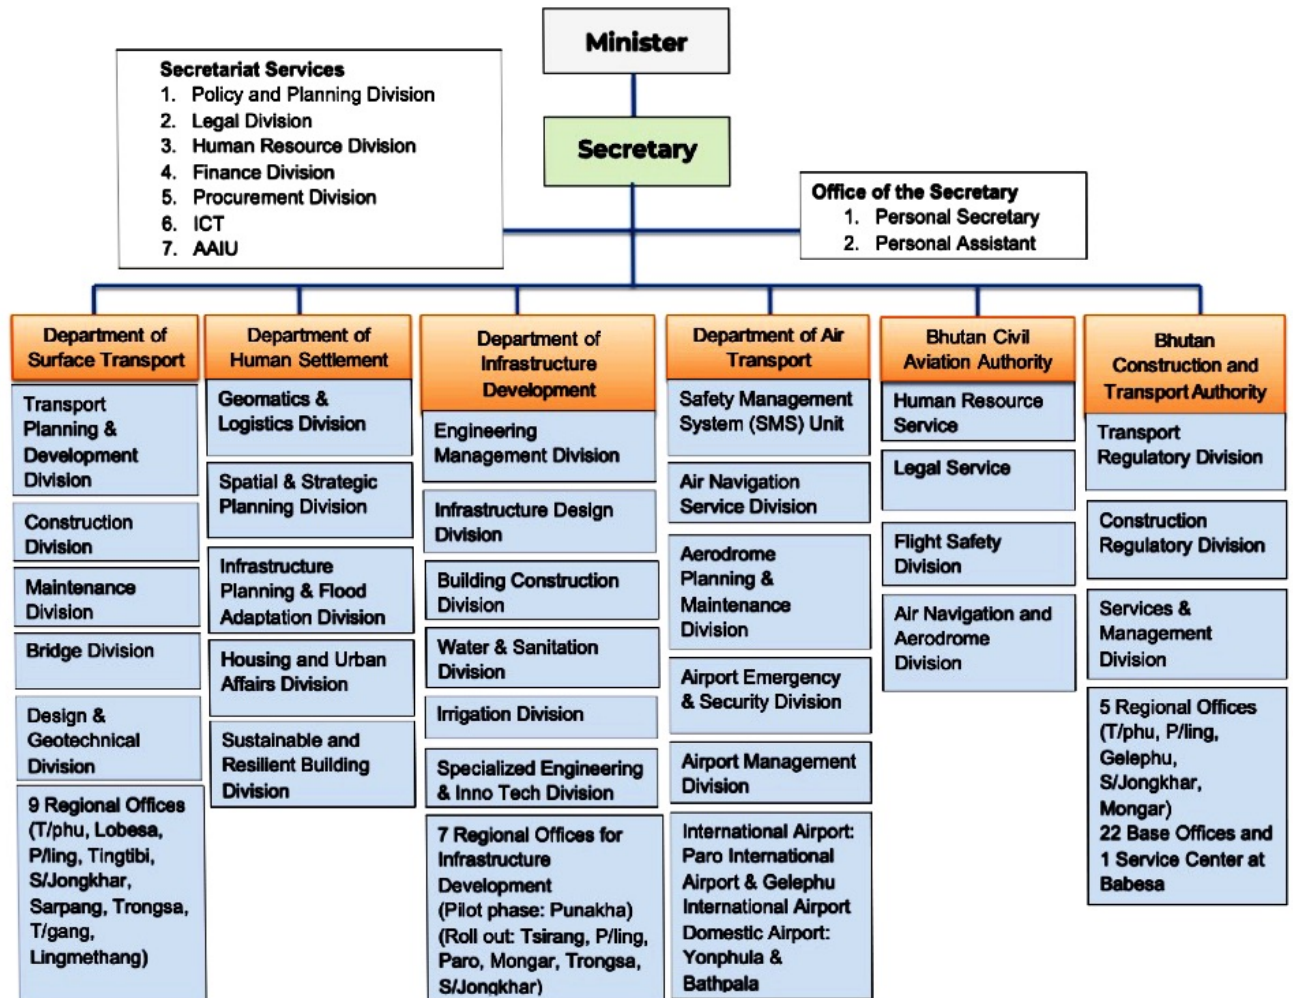 Minister
Secretary
Secretariat Services
1. Policy and Planning Division
2. Legal Division
3. Human Resource Division
4. Finance Division
5. Procurement Division
6. ICT
7. AAIU
Office of the Secretary
1. Personal Secretary
2. Personal Assistant
Department of
Surface Transport
Transport
Planning &
Development
Division
Construction
Division
Maintenance
Division
Bridge Division
Design &
Geotechnical
Division
9 Regional Offices
(T/phu, Lobesa,
P/ling, Tingtibi,
S/Jongkhar,
Sarpang, Trongsa,
T/gang,
Lingmethang)
Department of
Human Settlement
Geomatics &
Logistics Division
Spatial & Strategic
Planning Division
Infrastructure
Planning & Flood
Adaptation Division
Housing and Urban
Affairs Division
Sustainable and
Resilient Building
Division
Department of
Infrastructure
Development
Engineering
Management Division
Infrastructure Design
Division
Building Construction
Division
Water & Sanitation
Division
Irrigation Division
Specialized Engineering
& Inno Tech Division
7 Regional Offices for
Infrastructure
Development
(Pilot phase: Punakha)
(Roll out: Tsirang, P/ling,
Paro, Mongar, Trongsa,
S/Jongkhar)
Department of Air
Transport
Safety Management
System (SMS) Unit
Air Navigation
Service Division
Aerodrome
Planning &
Maintenance
Division
Airport Emergency
& Security Division
Airport Management
Division
International Airport:
Paro International
Airport & Gelephu
International Airport
Domestic Airport:
Yonphula &
Bathpala
Bhutan Civil
Aviation Authority
Human Resource
Service
Legal Service
Flight Safety
Division
Air Navigation and
Aerodrome
Division
Bhutan
Construction and
Transport Authority
Transport
Regulatory Division
Construction
Regulatory Division
Services &
Management
Division
5 Regional Offices
(T/phu, P/ling,
Gelephu,
S/Jongkhar,
Mongar)
22 Base Offices and
1 Service Center at
Babesa